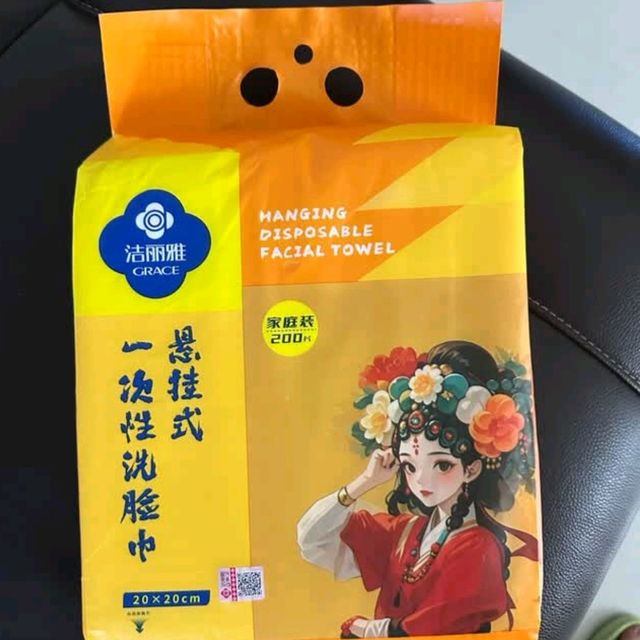 洁丽雅
GRACE
HANGING
DISPOSABLE
FACIAL TOWEL
家庭装
200片
悬挂式
一次性洗脸巾
20×20cm